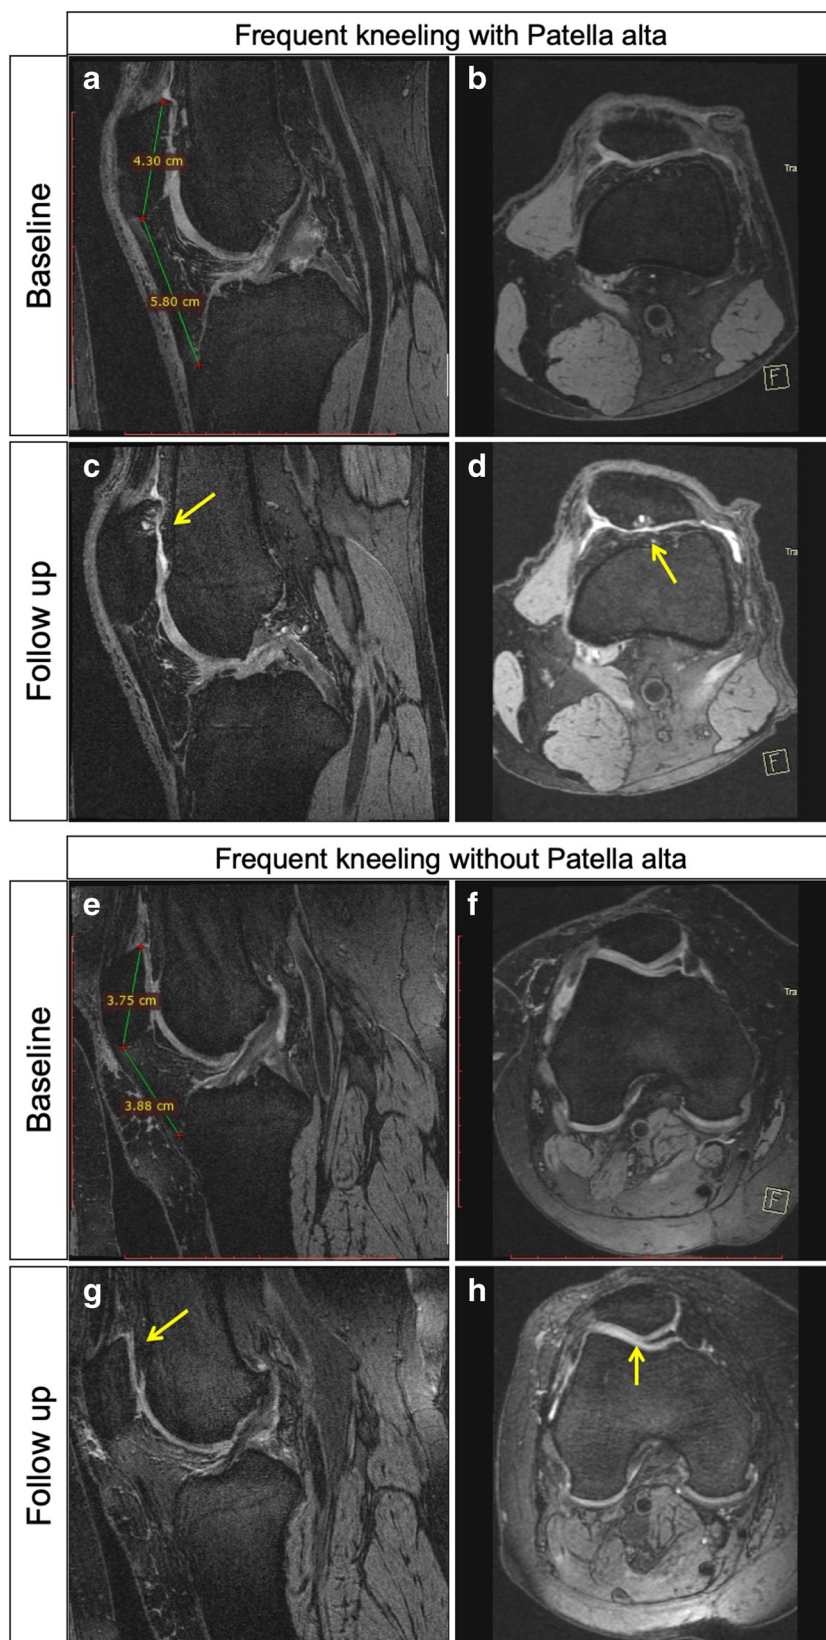 Frequent kneeling with Patella alta
Baseline
a
4.30 cm
5.80 cm
b
Tra
F
Follow up
c
d
Tra
F
Frequent kneeling without Patella alta
Baseline
e
3.75 cm
3.88 cm
f
Tra
F
Follow up
g
h